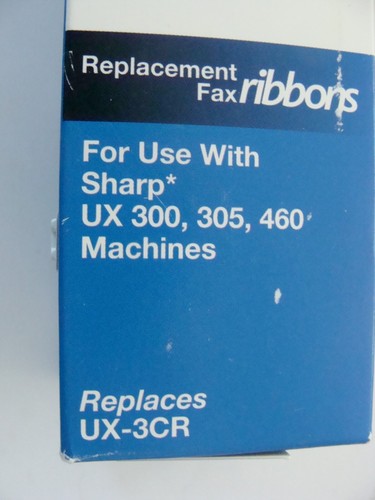 Replacement
Fax ribbons
For Use With
Sharp*
UX 300, 305, 460
Machines
Replaces
UX-3CR